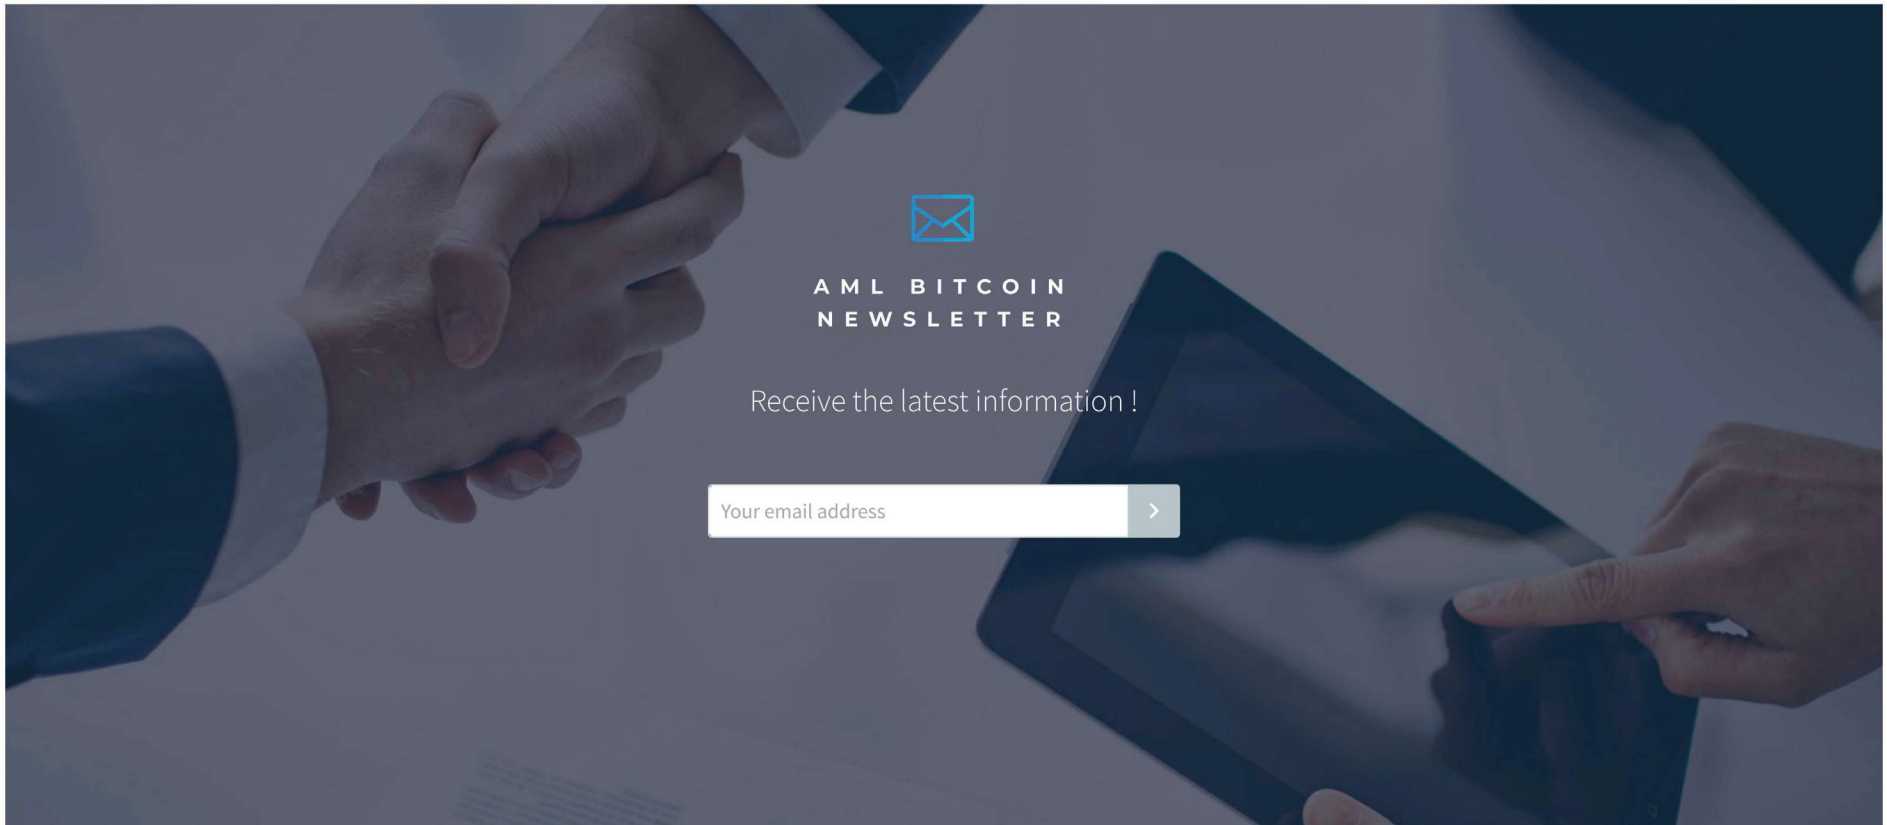 AML BITCOIN
NEWSLETTER
Receive the latest information !
Your email address